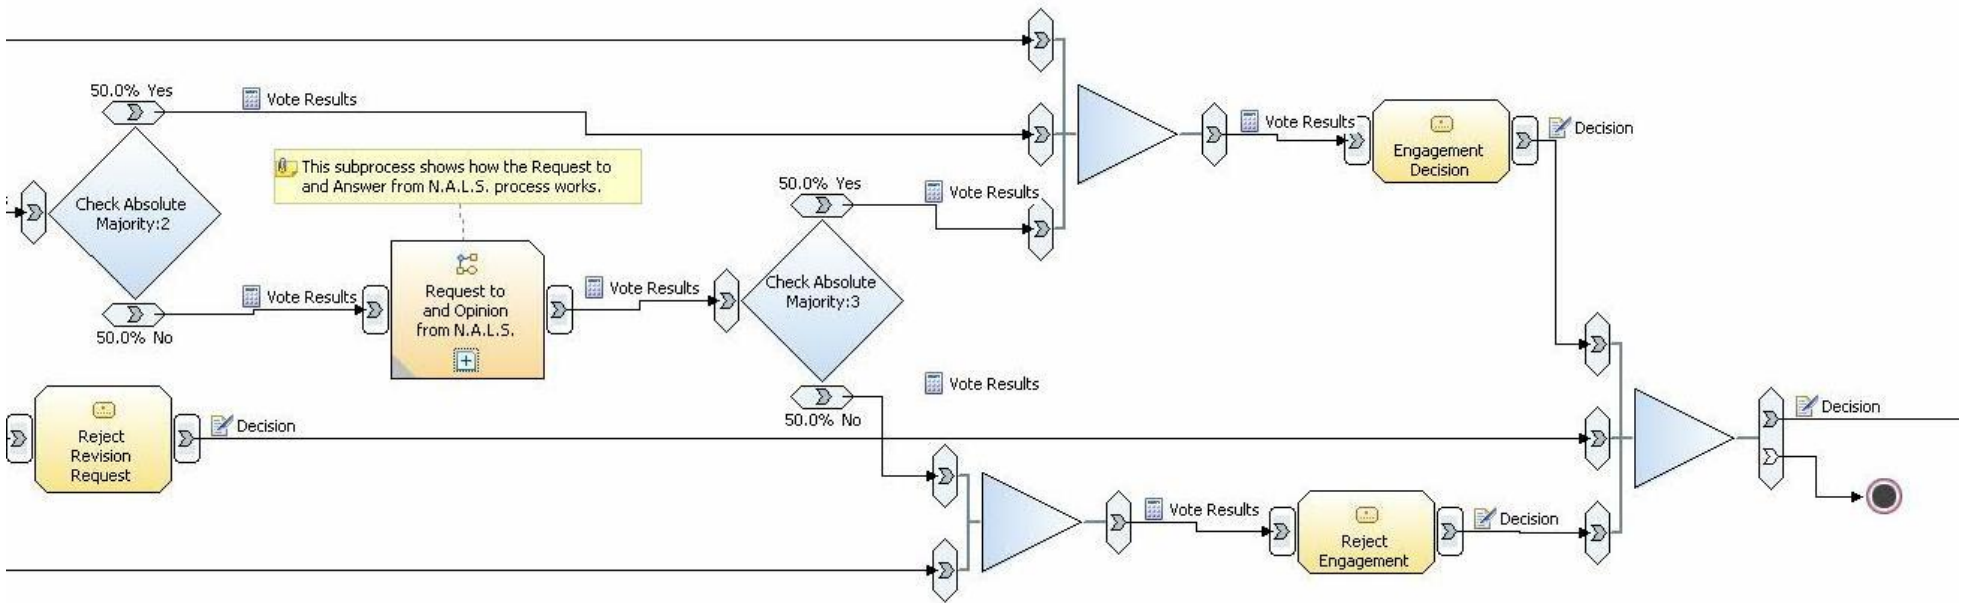 50.0% Yes
Vote Results
Check Absolute
Majority:2
50.0% No
This subprocess shows how the Request to
and Answer from N.A.L.S. process works.
Vote Results
Request to
and Opinion
from N.A.L.S.
Vote Results
50.0% Yes
Vote Results
Check Absolute
Majority:3
50.0% No
Vote Results
Vote Results
Engagement
Decision
Decision
Reject
Revision
Request
Decision
Vote Results
Reject
Engagement
Decision
Decision